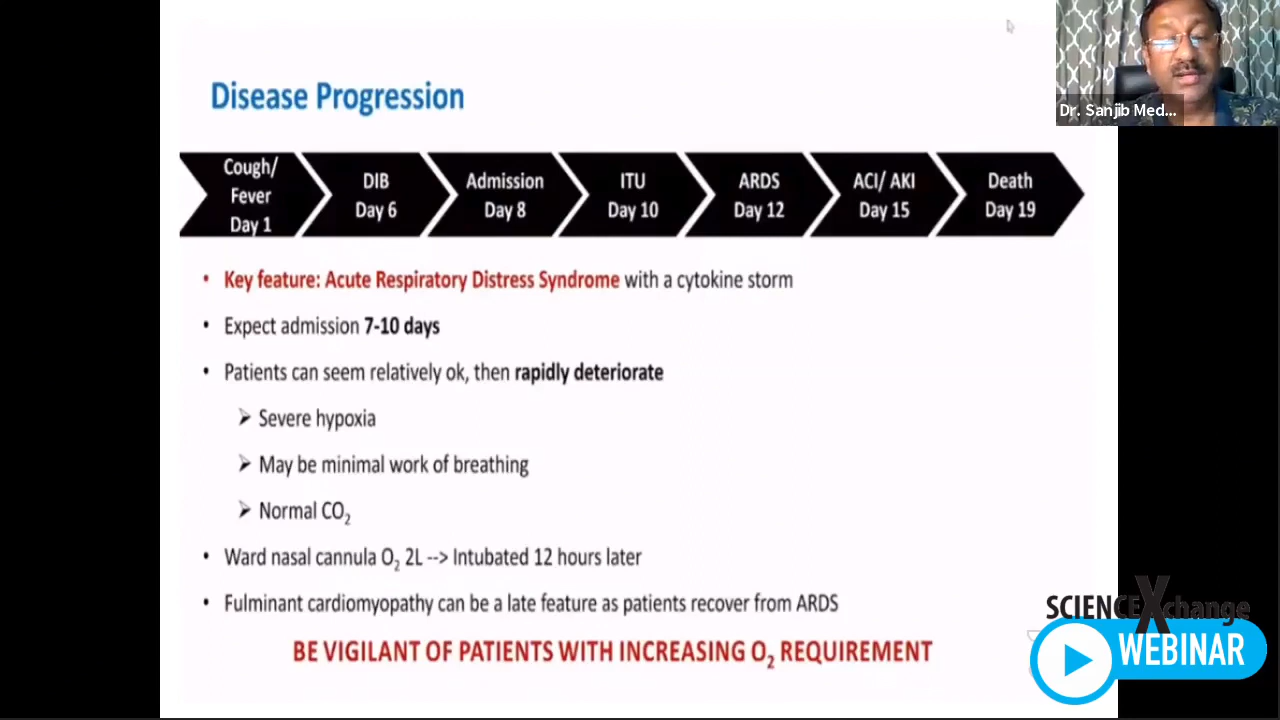 Disease Progression
Dr. Sanjib Med...
Cough/
Fever
Day 1
DIB
Day 6
Admission
Day 8
ITU
Day 10
ARDS
Day 12
ACI/ AKI
Day 15
Death
Day 19
• Key feature: Acute Respiratory Distress Syndrome with a cytokine storm
• Expect admission 7-10 days
• Patients can seem relatively ok, then rapidly deteriorate
➢ Severe hypoxia
➢ May be minimal work of breathing
➢ Normal CO₂
• Ward nasal cannula O₂ 2L --> Intubated 12 hours later
• Fulminant cardiomyopathy can be a late feature as patients recover from ARDS
BE VIGILANT OF PATIENTS WITH INCREASING O₂ REQUIREMENT
SCIENCEXchange
WEBINAR